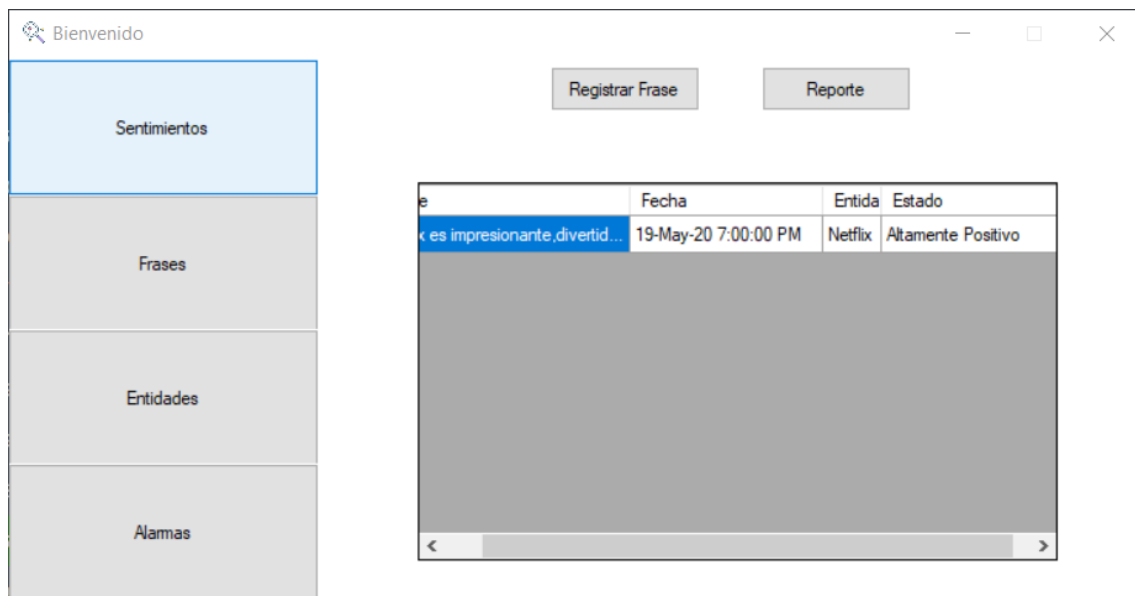 Bienvenido
Registrar Frase Reporte
Sentimientos
e Fecha Entida Estado
x es impresionante,divertid... 19-May-20 7:00:00 PM Netflix Altamente Positivo
Frases
Entidades
Alarmas